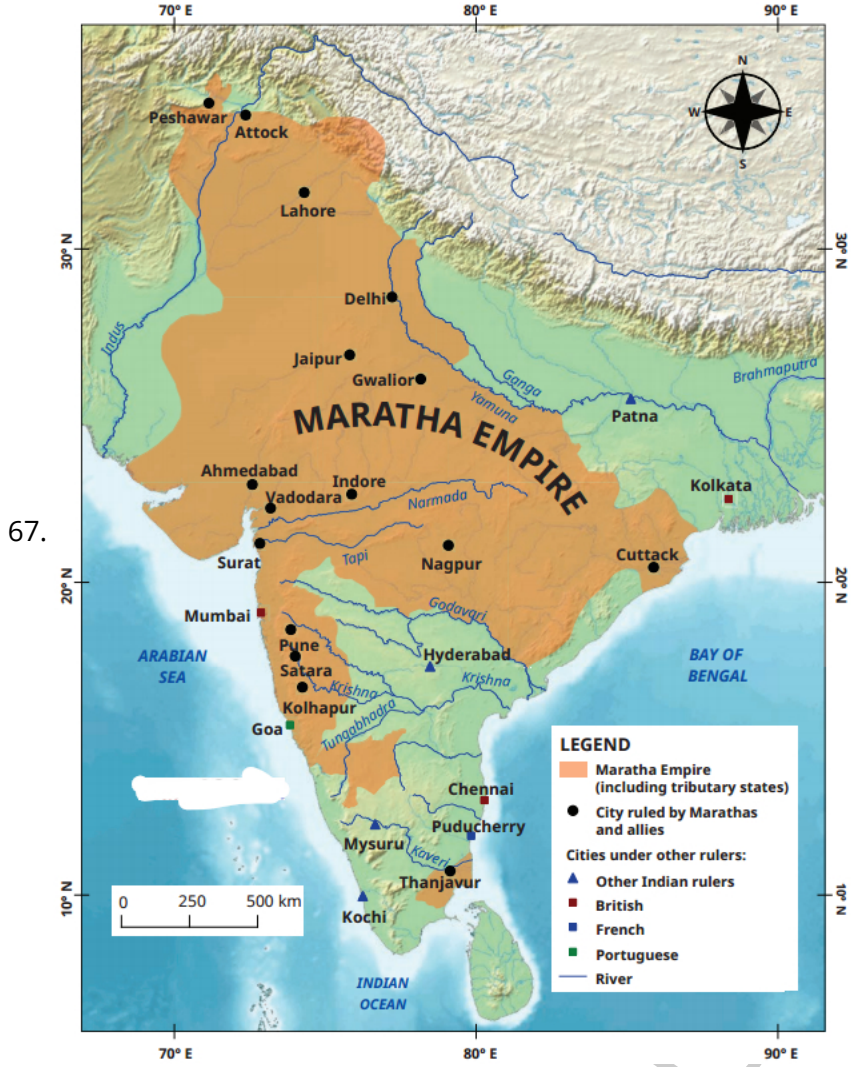 70° E 80° E 90° E
N
W E
S
Peshawar
Attock
Lahore
30° N 30° N
Delhi
Indus
Jaipur
Gwalior
Ganga
Brahmaputra
Yamuna
Patna
MARATHA EMPIRE
Ahmedabad
Kolkata
Indore
Vadodara
Narmada
67.
Surat
Tapi
Nagpur
Cuttack
20° N 20° N
Godavari
Mumbai
Pune
ARABIAN
SEA
Hyderabad
BAY OF
BENGAL
Satara
Krishna
Krishna
Kolhapur
Tungabhadra
Goa
LEGEND
Maratha Empire
(including tributary states)
City ruled by Marathas
and allies
Cities under other rulers:
Other Indian rulers
British
French
Portuguese
River
Chennai
Puducherry
Mysuru
Kaveri
Thanjavur
10° N 10° N
0 250 500 km
Kochi
INDIAN
OCEAN
70° E 80° E 90° E